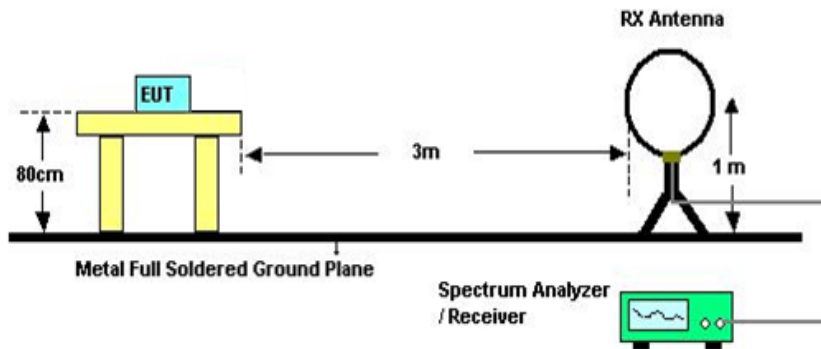 RX Antenna
EUT
3m
80cm
1 m
Metal Full Soldered Ground Plane
Spectrum Analyzer
/ Receiver